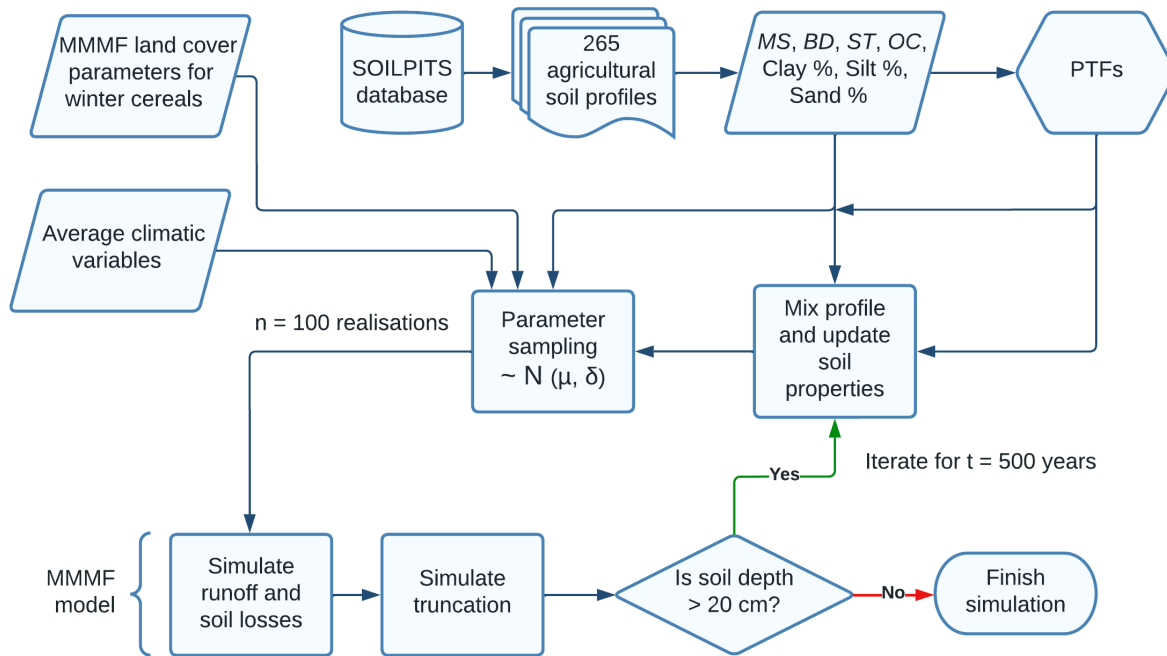 MMMF land cover
parameters for
winter cereals
SOILPITS
database
265
agricultural
soil profiles
MS, BD, ST, OC,
Clay %, Silt %,
Sand %
PTFs
Average climatic
variables
n = 100 realisations
Parameter
sampling
~ N (μ, δ)
Mix profile
and update
soil
properties
Yes
Iterate for t = 500 years
MMMF
model
Simulate
runoff and
soil losses
Simulate
truncation
Is soil depth
> 20 cm?
No
Finish
simulation